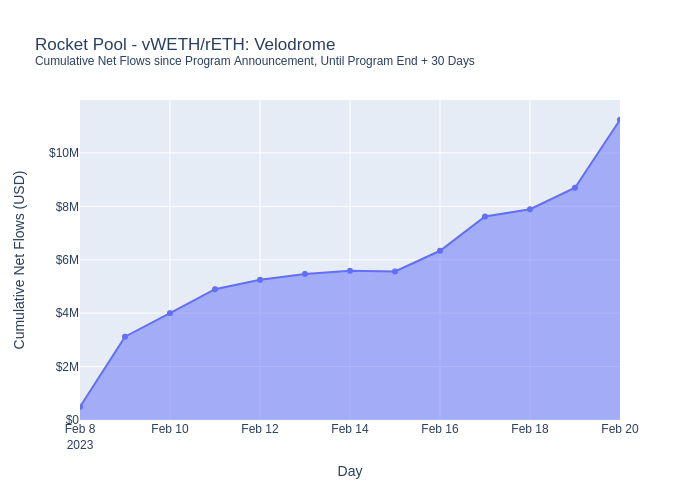 Rocket Pool - vWETH/rETH: Velodrome
Cumulative Net Flows since Program Announcement, Until Program End + 30 Days
Cumulative Net Flows (USD)
$10M
$8M
$6M
$4M
$2M
$0
Feb 8
2023
Feb 10
Feb 12
Feb 14
Feb 16
Feb 18
Feb 20
Day